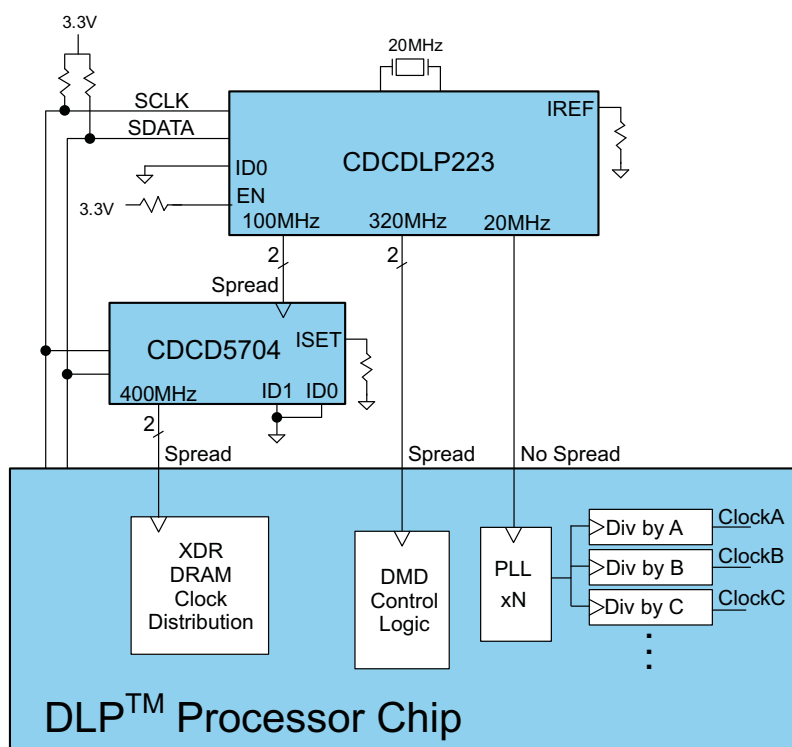 3.3V
20MHz
SCLK
IREF
SDATA
CDCDLP223
ID0
EN
3.3V
100MHz
320MHz
20MHz
2
2
Spread
CDCD5704
ISET
400MHz
ID1
ID0
2
Spread
Spread
No Spread
XDR
DRAM
Clock
Distribution
DMD
Control
Logic
PLL
xN
Div by A
ClockA
Div by B
ClockB
Div by C
ClockC
DLP™ Processor Chip